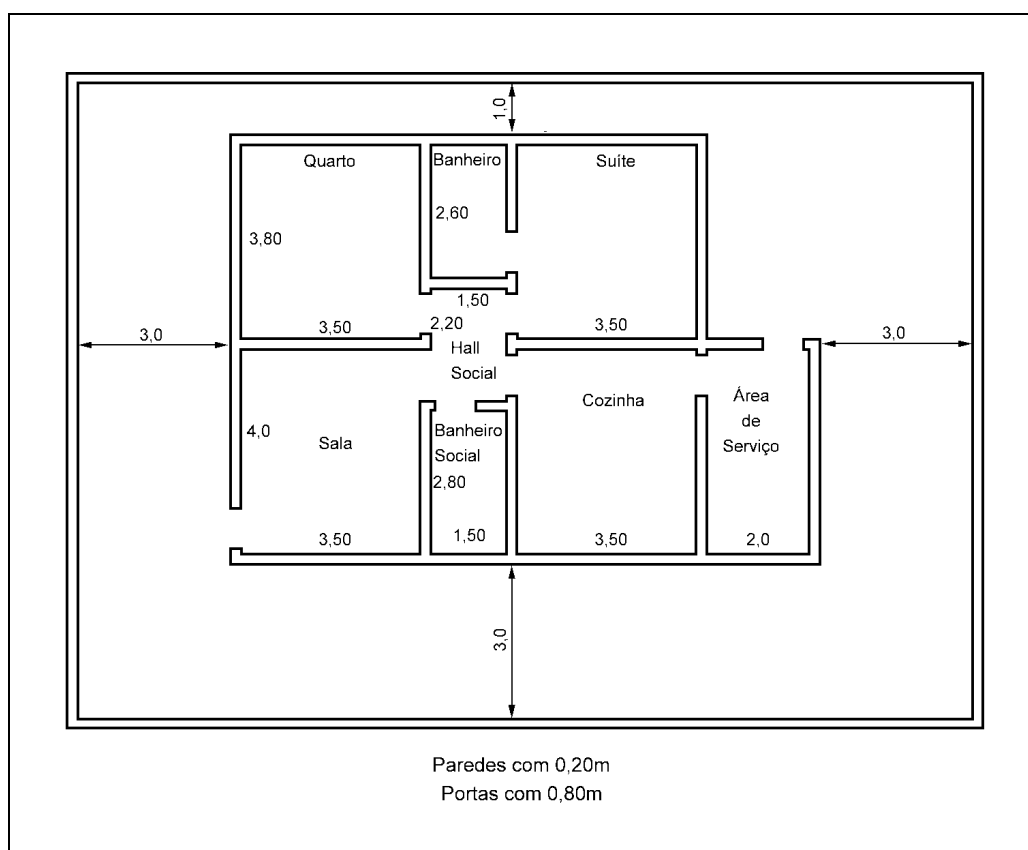 1,0
Quarto
Banheiro
Suíte
2,60
3,80
1,50
3,50
2,20
3,50
3,0
3,0
Hall
Social
Cozinha
Área
de
Serviço
4,0
Sala
Banheiro
Social
2,80
3,50
1,50
3,50
2,0
3,0
Paredes com 0,20m
Portas com 0,80m